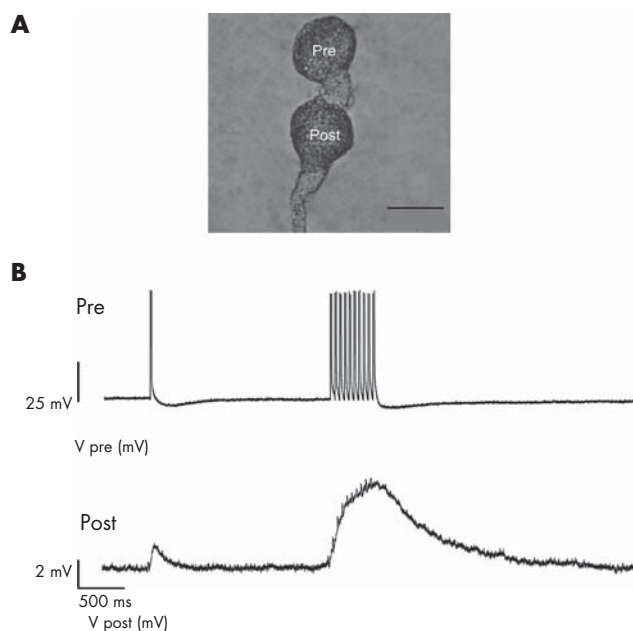 A
Pre
Post
B
Pre
25 mV
V pre (mV)
Post
2 mV
500 ms
V post (mV)